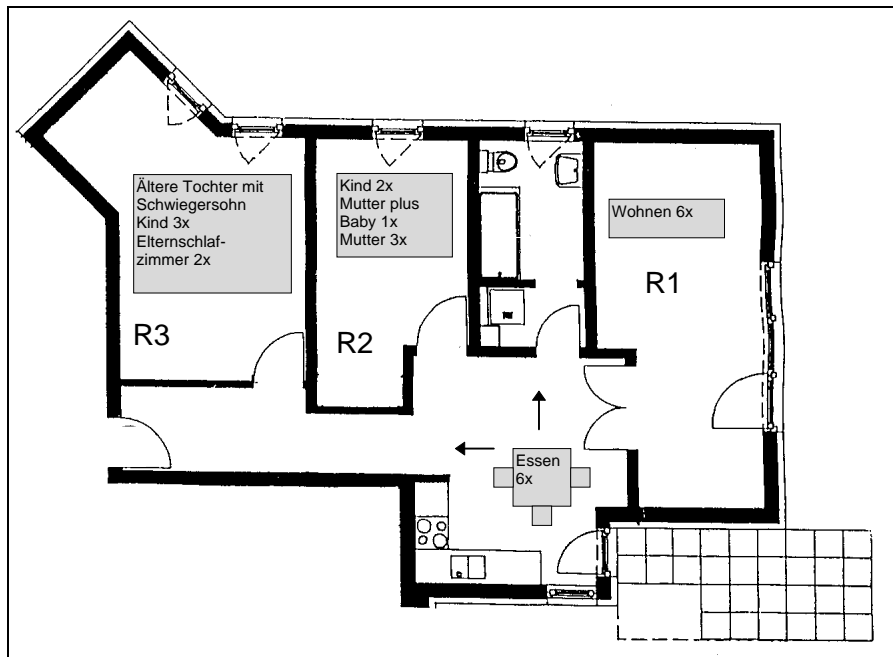 Ältere Tochter mit
Schwiegersohn
Kind 3x
Elternschlaf-
zimmer 2x
Kind 2x
Mutter plus
Baby 1x
Mutter 3x
Wohnen 6x
R1
R2
R3
Essen
6x